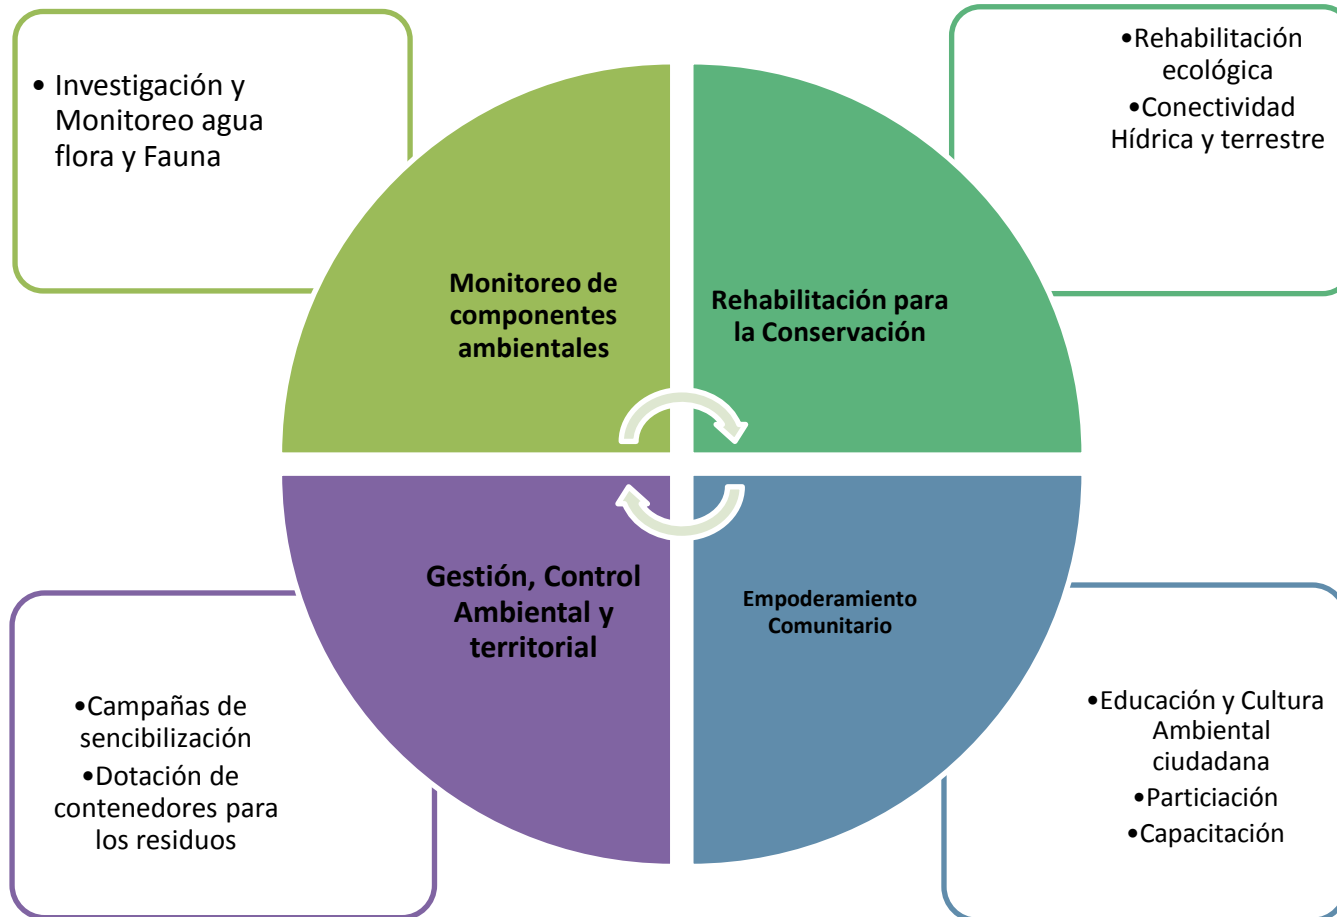 • Investigación y
Monitoreo agua
flora y Fauna
•Rehabilitación
ecológica
•Conectividad
Hídrica y terrestre
Monitoreo de
componentes
ambientales
Rehabilitación para
la Conservación
Gestión, Control
Ambiental y
territorial
Empoderamiento
Comunitario
•Campañas de
sencibilización
•Dotación de
contenedores para
los residuos
•Educación y Cultura
Ambiental
ciudadana
•Particiación
•Capacitación